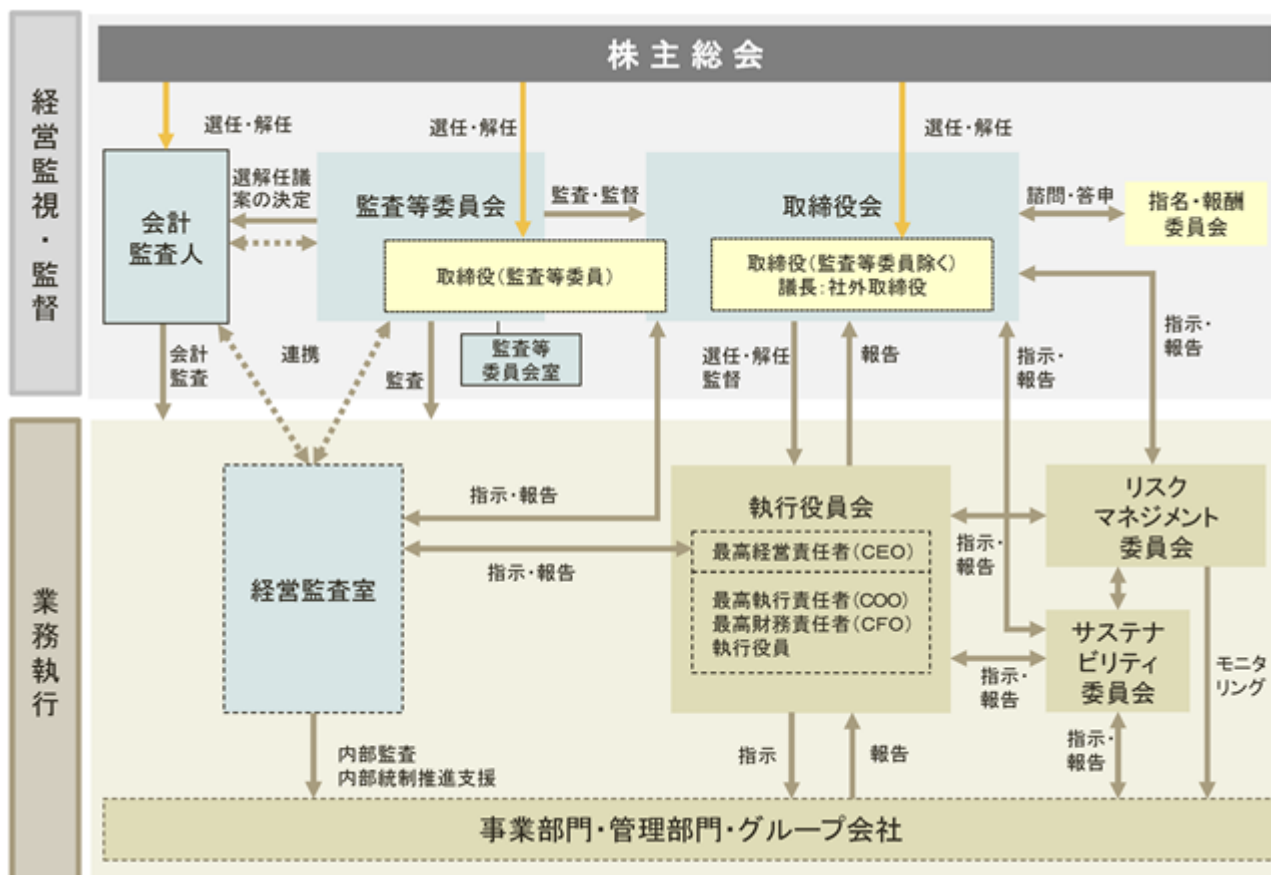 経営監視・監督
株主総会
選任・解任
選任・解任
選任・解任
会計
監査人
選解任議
案の決定
監査等委員会
監査・監督
取締役会
諮問・答申
指名・報酬
委員会
取締役(監査等委員)
取締役(監査等委員除く)
議長:社外取締役
会計
監査
連携
監査
監査等
委員会室
選任・解任
監督
報告
指示・
報告
指示・
報告
業務執行
経営監査室
指示・報告
指示・報告
執行役員会
最高経営責任者(CEO)
最高執行責任者(COO)
最高財務責任者(CFO)
執行役員
指示・
報告
リスク
マネジメント
委員会
サステナ
ビリティ
委員会
指示・
報告
モニタ
リング
内部監査
内部統制推進支援
指示
報告
指示・
報告
事業部門・管理部門・グループ会社